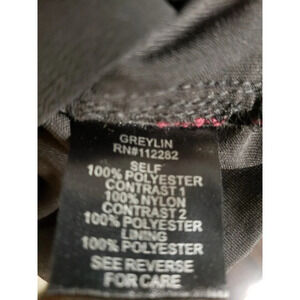 GREYLIN
RN#112282
SELF
100% POLYESTER
CONTRAST 1
100% NYLON
CONTRAST 2
100% POLYESTER
LINING
100% POLYESTER
SEE REVERSE
FOR CARE